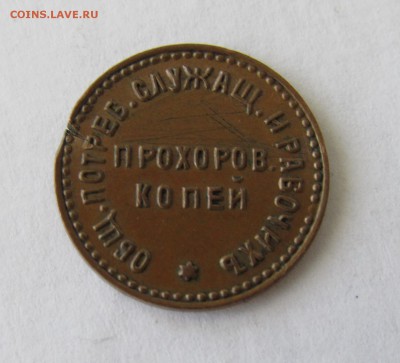 COINS.LAVE.RU
ОБЩ. ПОТРЕБ. СЛУЖАЩ. И РАБОЧИХЪ
ПРОХОРОВ.
КОПЕЙ